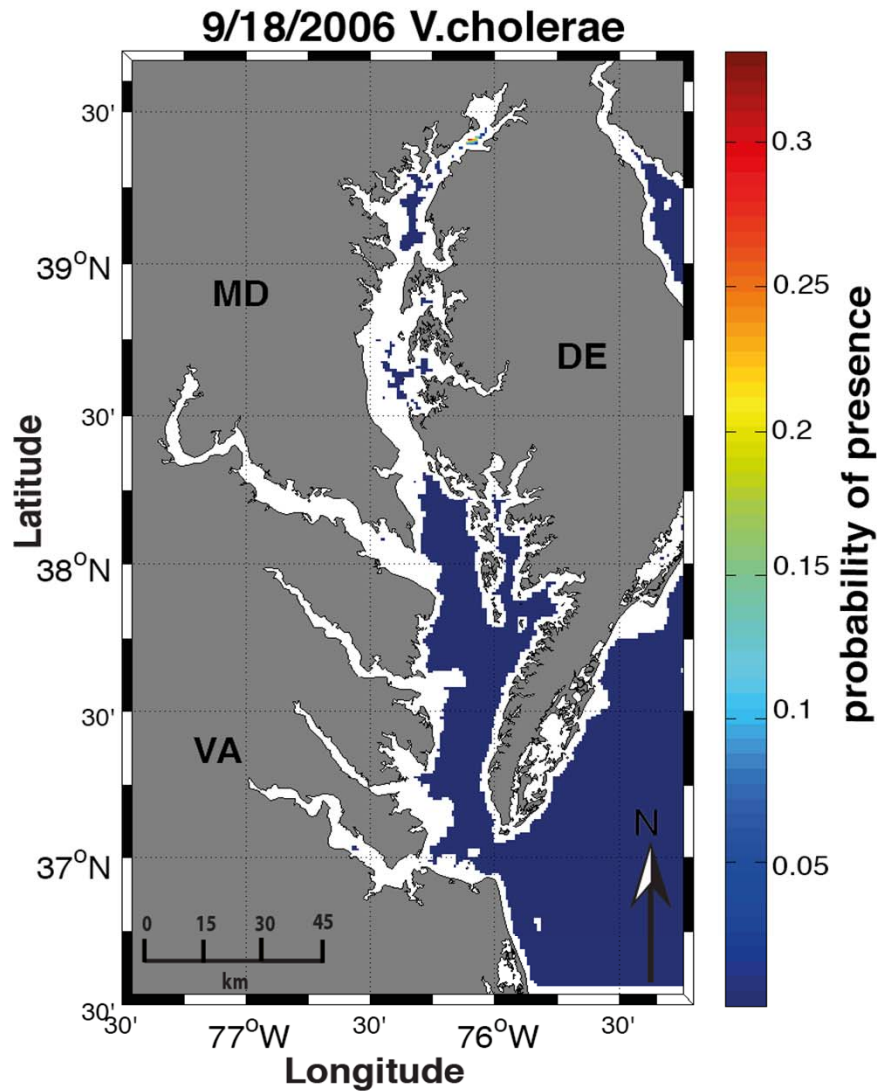 9/18/2006 V.cholerae
30'
39°N
30'
38°N
30'
37°N
30'
Latitude
MD
DE
VA
N
0 15 30 45
km
30' 77°W 30' 76°W 30'
Longitude
0.3
0.25
0.2
0.15
0.1
0.05
probability of presence